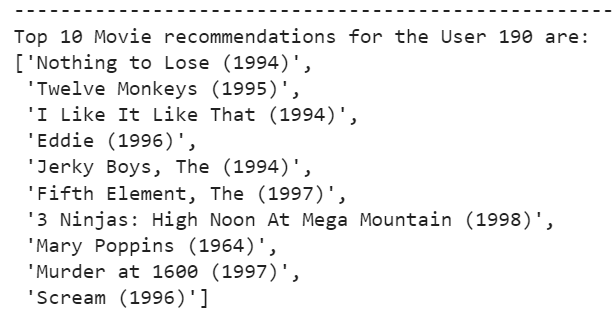 --------------------------------------------------
Top 10 Movie recommendations for the User 190 are:
['Nothing to Lose (1994)',
 'Twelve Monkeys (1995)',
 'I Like It Like That (1994)',
 'Eddie (1996)',
 'Jerky Boys, The (1994)',
 'Fifth Element, The (1997)',
 '3 Ninjas: High Noon At Mega Mountain (1998)',
 'Mary Poppins (1964)',
 'Murder at 1600 (1997)',
 'Scream (1996)']